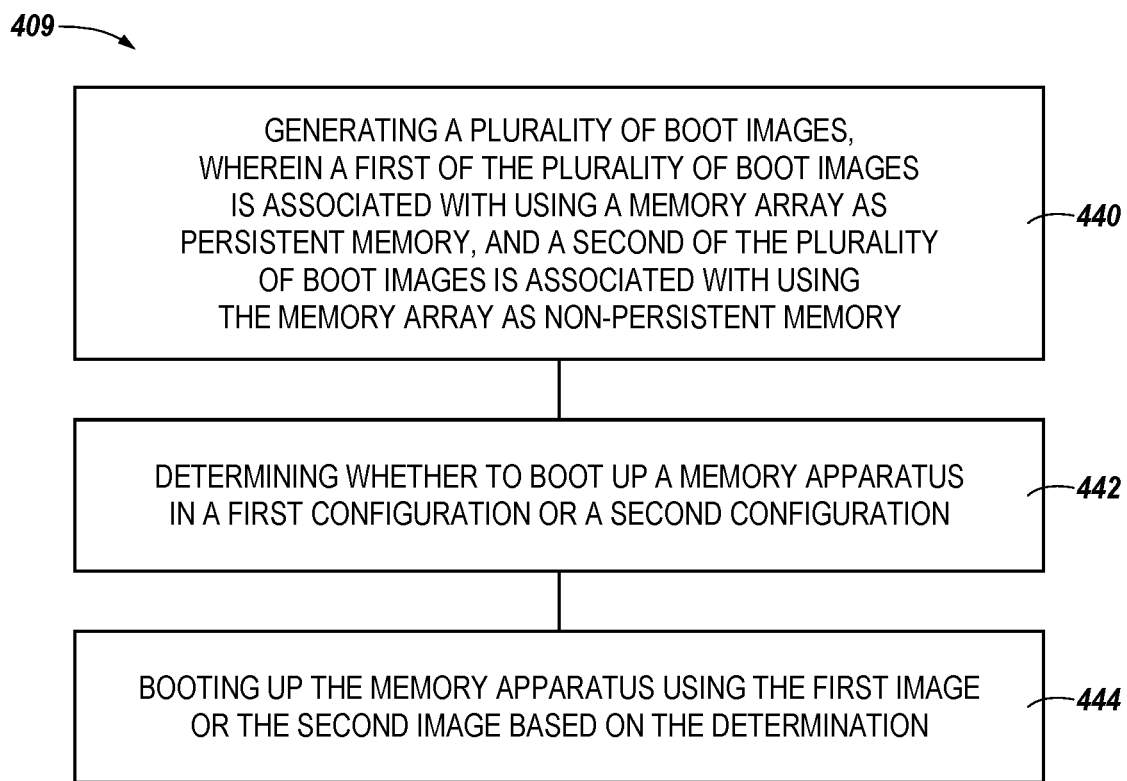 409
GENERATING A PLURALITY OF BOOT IMAGES,
WHEREIN A FIRST OF THE PLURALITY OF BOOT IMAGES
IS ASSOCIATED WITH USING A MEMORY ARRAY AS
PERSISTENT MEMORY, AND A SECOND OF THE PLURALITY
OF BOOT IMAGES IS ASSOCIATED WITH USING
THE MEMORY ARRAY AS NON-PERSISTENT MEMORY
440
DETERMINING WHETHER TO BOOT UP A MEMORY APPARATUS
IN A FIRST CONFIGURATION OR A SECOND CONFIGURATION
442
BOOTING UP THE MEMORY APPARATUS USING THE FIRST IMAGE
OR THE SECOND IMAGE BASED ON THE DETERMINATION
444